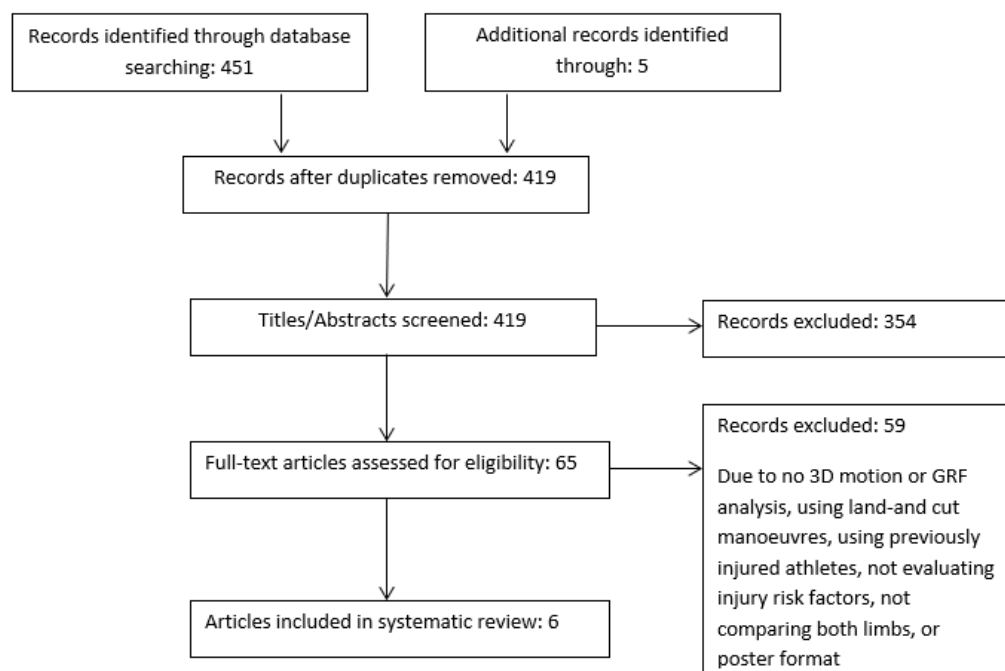 Records identified through database
searching: 451
Additional records identified
through: 5
Records after duplicates removed: 419
Titles/Abstracts screened: 419
Records excluded: 354
Full-text articles assessed for eligibility: 65
Records excluded: 59
Due to no 3D motion or GRF
analysis, using land-and cut
manoeuvres, using previously
injured athletes, not evaluating
injury risk factors, not
comparing both limbs, or
poster format
Articles included in systematic review: 6